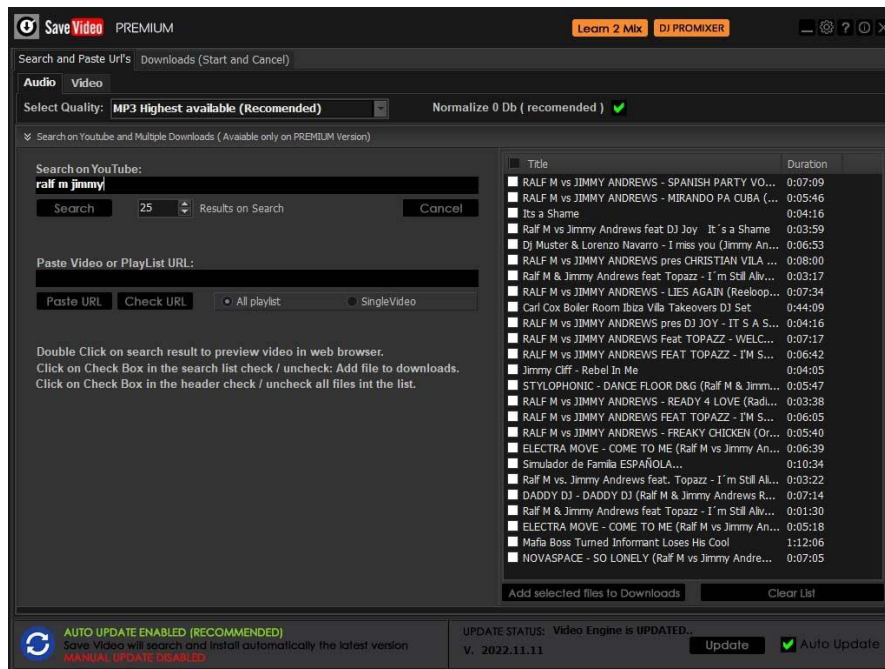 Save Video PREMIUM
Learn 2 Mix DJ PROMIXER
Search and Paste Url's Downloads (Start and Cancel)
Audio Video
Select Quality: MP3 Highest available (Recomended) Normalize 0 Db ( recomended )
Search on Youtube and Multiple Downloads ( Avaiable only on PREMIUM Version)
Search on YouTube:
ralf m jimmy
Search 25 Results on Search Cancel
Paste Video or PlayList URL:
Paste URL Check URL All playlist SingleVideo
Double Click on search result to preview video in web browser.
Click on Check Box in the search list check / uncheck: Add file to downloads.
Click on Check Box in the header check / uncheck all files int the list.
Title Duration
RALF M vs JIMMY ANDREWS - SPANISH PARTY VO... 0:07:09
RALF M vs JIMMY ANDREWS - MIRANDO PA CUBA (... 0:05:46
Its a Shame 0:04:16
Ralf M vs Jimmy Andrews feat DJ Joy It´s a Shame 0:03:59
Dj Muster & Lorenzo Navarro - I miss you (Jimmy An... 0:06:53
RALF M vs JIMMY ANDREWS pres CHRISTIAN VILA ... 0:08:00
Ralf M & Jimmy Andrews feat Topazz - I´m Still Aliv... 0:03:17
RALF M vs JIMMY ANDREWS - LIES AGAIN (Reeloop... 0:07:34
Carl Cox Boiler Room Ibiza Villa Takeovers DJ Set 0:44:09
RALF M vs JIMMY ANDREWS pres DJ JOY - IT S A S... 0:04:16
RALF M vs JIMMY ANDREWS Feat TOPAZZ - WELC... 0:07:17
RALF M vs JIMMY ANDREWS FEAT TOPAZZ - I'M S... 0:06:42
Jimmy Cliff - Rebel In Me 0:04:05
STYLOPHONIC - DANCE FLOOR D&G (Ralf M & Jimm... 0:05:47
RALF M vs JIMMY ANDREWS - READY 4 LOVE (Radi... 0:03:38
RALF M vs JIMMY ANDREWS FEAT TOPAZZ - I'M S... 0:06:05
RALF M vs JIMMY ANDREWS - FREAKY CHICKEN (Or... 0:05:40
ELECTRA MOVE - COME TO ME (Ralf M vs Jimmy An... 0:06:39
Simulador de Familia ESPAÑOLA... 0:10:34
Ralf M vs. Jimmy Andrews feat. Topazz - I´m Still Ali... 0:03:22
DADDY DJ - DADDY DJ (Ralf M & Jimmy Andrews R... 0:07:14
Ralf M & Jimmy Andrews feat Topazz - I´m Still Aliv... 0:01:30
ELECTRA MOVE - COME TO ME (Ralf M vs Jimmy An... 0:05:18
Mafia Boss Turned Informant Loses His Cool 1:12:06
NOVASPACE - SO LONELY (Ralf M vs Jimmy Andre... 0:07:05
Add selected files to Downloads Clear List
AUTO UPDATE ENABLED (RECOMMENDED)
Save Video will search and install automatically the latest version
MANUAL UPDATE DISABLED
UPDATE STATUS: Video Engine is UPDATED..
V. 2022.11.11 Update Auto Update